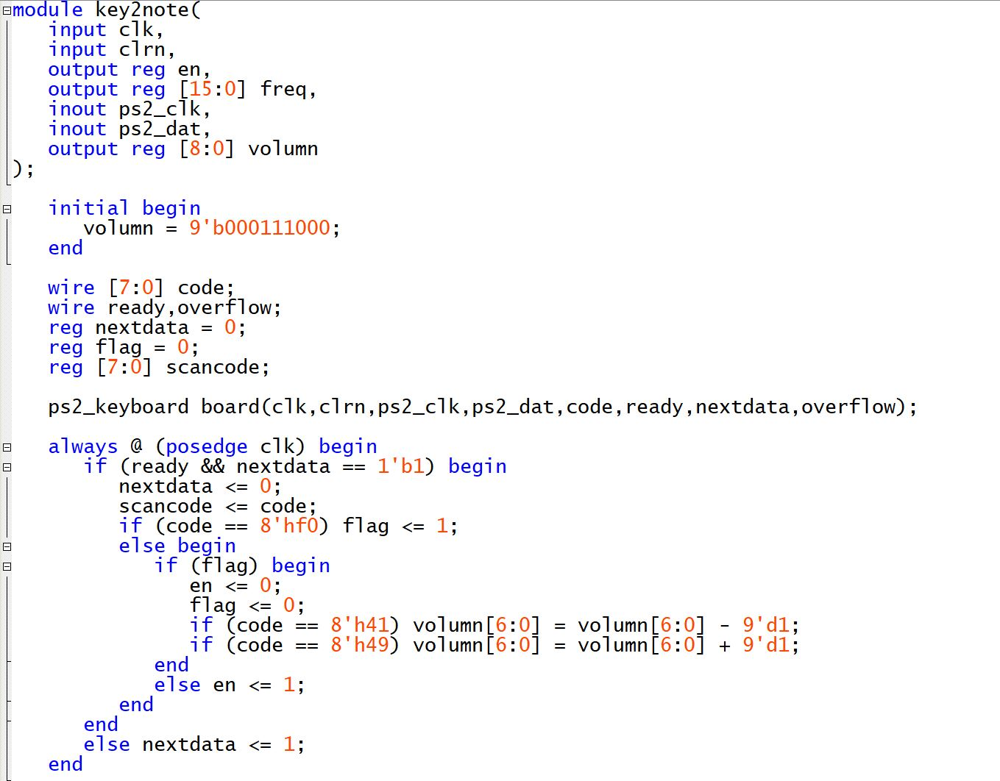 module key2note(
   input clk,
   input clrn,
   output reg en,
   output reg [15:0] freq,
   inout ps2_clk,
   inout ps2_dat,
   output reg [8:0] volumn
);
   initial begin
      volumn = 9'b000111000;
   end
   wire [7:0] code;
   wire ready,overflow;
   reg nextdata = 0;
   reg flag = 0;
   reg [7:0] scancode;
   ps2_keyboard board(clk,clrn,ps2_clk,ps2_dat,code,ready,nextdata,overflow);
   always @ (posedge clk) begin
      if (ready && nextdata == 1'b1) begin
         nextdata <= 0;
         scancode <= code;
         if (code == 8'hf0) flag <= 1;
         else begin
            if (flag) begin
               en <= 0;
               flag <= 0;
               if (code == 8'h41) volumn[6:0] = volumn[6:0] - 9'd1;
               if (code == 8'h49) volumn[6:0] = volumn[6:0] + 9'd1;
            end
            else en <= 1;
         end
      end
      else nextdata <= 1;
   end